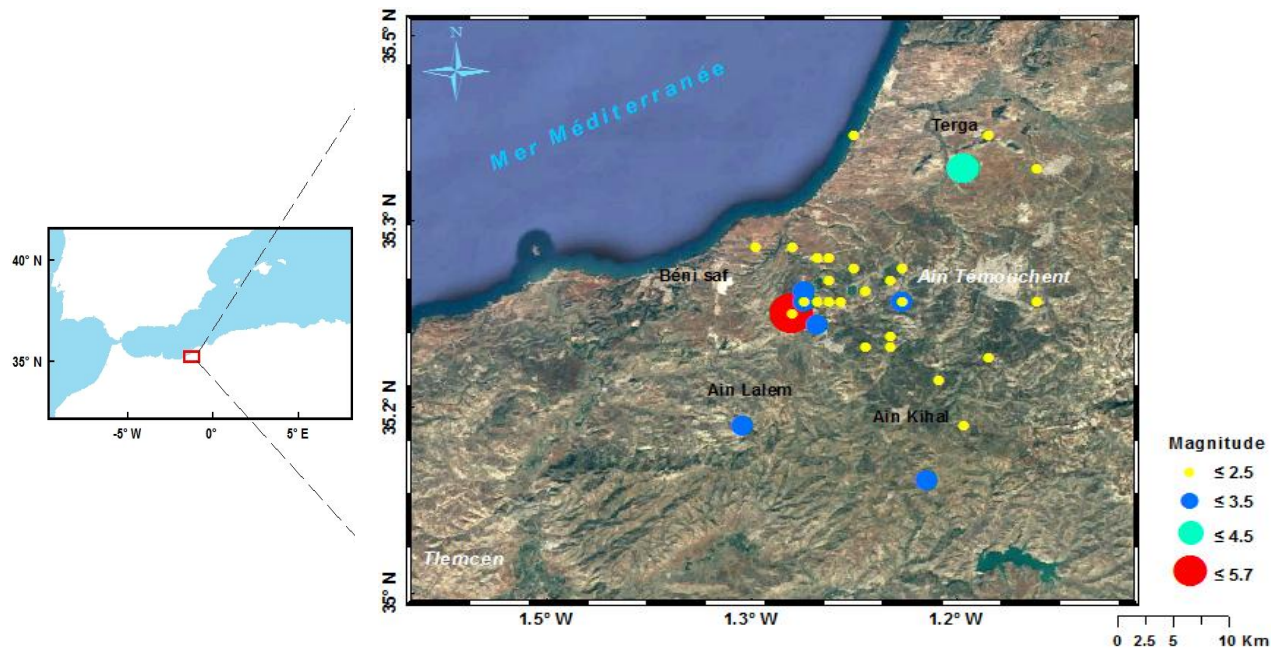 N
Mer Méditerranée
Terga
Béni saf
Ain Témouchent
Ain Lalem
Ain Kihal
Tlemcen
35.5° N
35.3° N
35.2° N
35° N
1.5° W
1.3° W
1.2° W
40° N
35° N
-5° W
0°
5° E
Magnitude
≤ 2.5
≤ 3.5
≤ 4.5
≤ 5.7
0 2.5 5 10 Km